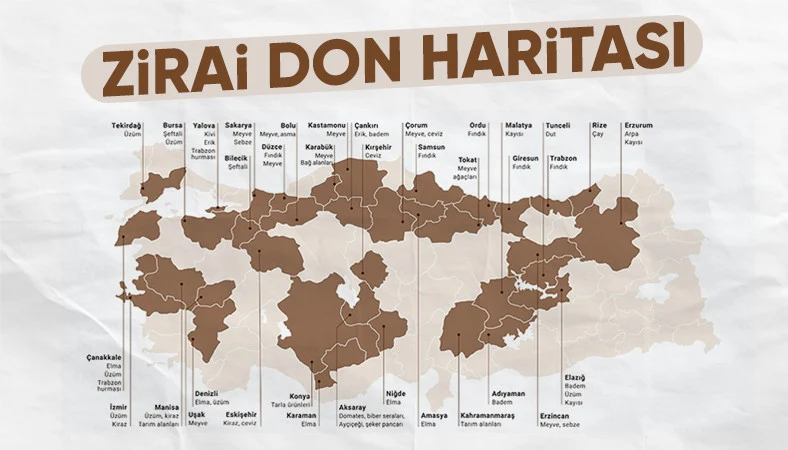 ZiRAi DON HARiTASI
Tekirdağ
Üzüm
Bursa
Şeftali
Üzüm
Yalova
Kivi
Erik
Trabzon
hurması
Sakarya
Meyve
Sebze
Bilecik
Şeftali
Bolu
Meyve, asma
Düzce
Fındık
Meyve
Kastamonu
Meyve
Karabük
Meyve
Bağ alanları
Çankırı
Erik, badem
Kırşehir
Ceviz
Çorum
Meyve, ceviz
Samsun
Fındık
Ordu
Fındık
Tokat
Meyve
ağaçları
Malatya
Kayısı
Giresun
Fındık
Tunceli
Dut
Trabzon
Fındık
Rize
Çay
Erzurum
Arpa
Kayısı
Çanakkale
Elma
Üzüm
Trabzon
hurması
İzmir
Üzüm
Kiraz
Manisa
Üzüm, kiraz
Tarım alanları
Denizli
Elma, üzüm
Uşak
Meyve
Eskişehir
Kiraz, ceviz
Konya
Tarla ürünleri
Karaman
Elma
Aksaray
Domates, biber seraları,
Ayçiçeği, şeker pancarı
Niğde
Elma
Amasya
Elma
Kahramanmaraş
Tarım alanları
Adıyaman
Badem
Erzincan
Meyve, sebze
Elazığ
Badem
Üzüm
Kayısı